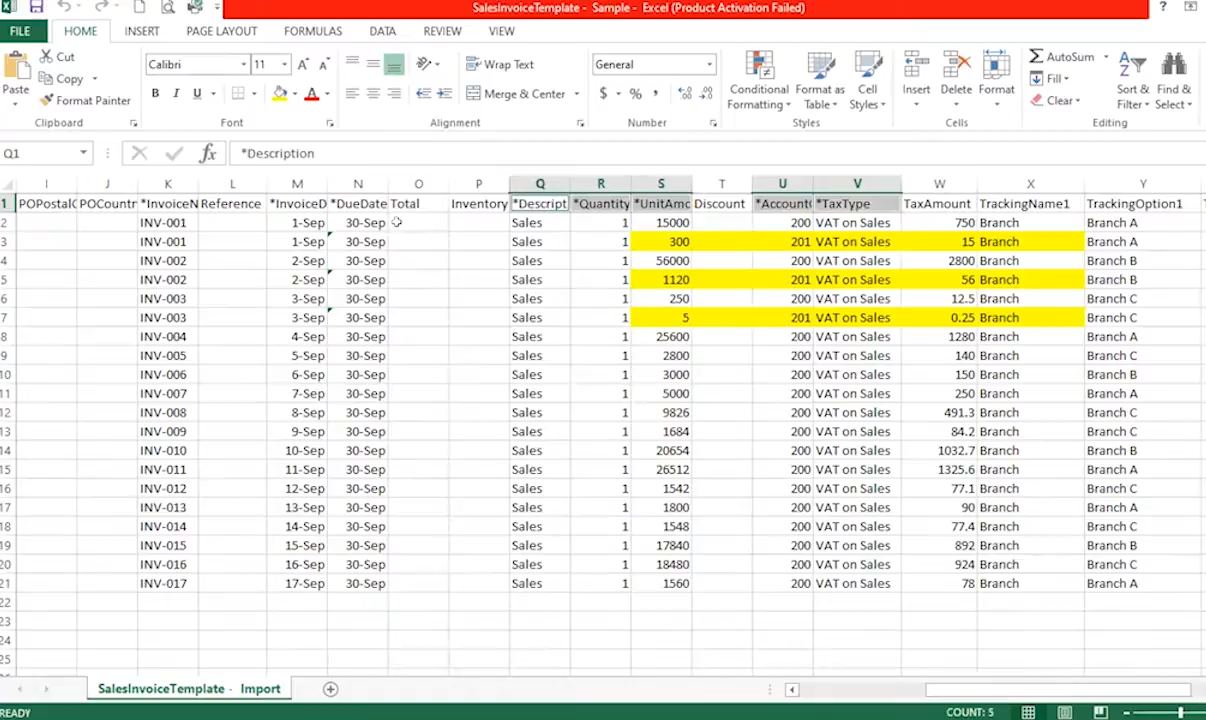 SalesInvoiceTemplate - Sample - Excel (Product Activation Failed)
FILE HOME INSERT PAGE LAYOUT FORMULAS DATA REVIEW VIEW
Paste Cut Copy Format Painter
Calibri 11 B I U A A A
Wrap Text Merge & Center
General $ % ,
Conditional Formatting Format as Table Cell Styles
Insert Delete Format
AutoSum Fill Clear Sort & Filter Find & Select
Clipboard Font Alignment Number Styles Cells Editing
Q1 fx *Description
I J K L M N O P Q R S T U V W X Y
1 POPostalC POCountr *InvoiceN Reference *InvoiceD *DueDate Total Inventory *Descript *Quantity *UnitAmo Discount *Account *TaxType TaxAmount TrackingName1 TrackingOption1
2 INV-001 1-Sep 30-Sep Sales 1 15000 200 VAT on Sales 750 Branch Branch A
3 INV-001 1-Sep 30-Sep Sales 1 300 201 VAT on Sales 15 Branch Branch A
4 INV-002 2-Sep 30-Sep Sales 1 56000 200 VAT on Sales 2800 Branch Branch B
5 INV-002 2-Sep 30-Sep Sales 1 1120 201 VAT on Sales 56 Branch Branch B
6 INV-003 3-Sep 30-Sep Sales 1 250 200 VAT on Sales 12.5 Branch Branch C
7 INV-003 3-Sep 30-Sep Sales 1 5 201 VAT on Sales 0.25 Branch Branch C
8 INV-004 4-Sep 30-Sep Sales 1 25600 200 VAT on Sales 1280 Branch Branch A
9 INV-005 5-Sep 30-Sep Sales 1 2800 200 VAT on Sales 140 Branch Branch C
10 INV-006 6-Sep 30-Sep Sales 1 3000 200 VAT on Sales 150 Branch Branch B
11 INV-007 7-Sep 30-Sep Sales 1 5000 200 VAT on Sales 250 Branch Branch A
12 INV-008 8-Sep 30-Sep Sales 1 9826 200 VAT on Sales 491.3 Branch Branch C
13 INV-009 9-Sep 30-Sep Sales 1 1684 200 VAT on Sales 84.2 Branch Branch C
14 INV-010 10-Sep 30-Sep Sales 1 20654 200 VAT on Sales 1032.7 Branch Branch B
15 INV-011 11-Sep 30-Sep Sales 1 26512 200 VAT on Sales 1325.6 Branch Branch A
16 INV-012 12-Sep 30-Sep Sales 1 1542 200 VAT on Sales 77.1 Branch Branch C
17 INV-013 13-Sep 30-Sep Sales 1 1800 200 VAT on Sales 90 Branch Branch A
18 INV-014 14-Sep 30-Sep Sales 1 1548 200 VAT on Sales 77.4 Branch Branch C
19 INV-015 15-Sep 30-Sep Sales 1 17840 200 VAT on Sales 892 Branch Branch B
20 INV-016 16-Sep 30-Sep Sales 1 18480 200 VAT on Sales 924 Branch Branch C
21 INV-017 17-Sep 30-Sep Sales 1 1560 200 VAT on Sales 78 Branch Branch A
22
23
24
25
SalesInvoiceTemplate - Import
READY COUNT: 5